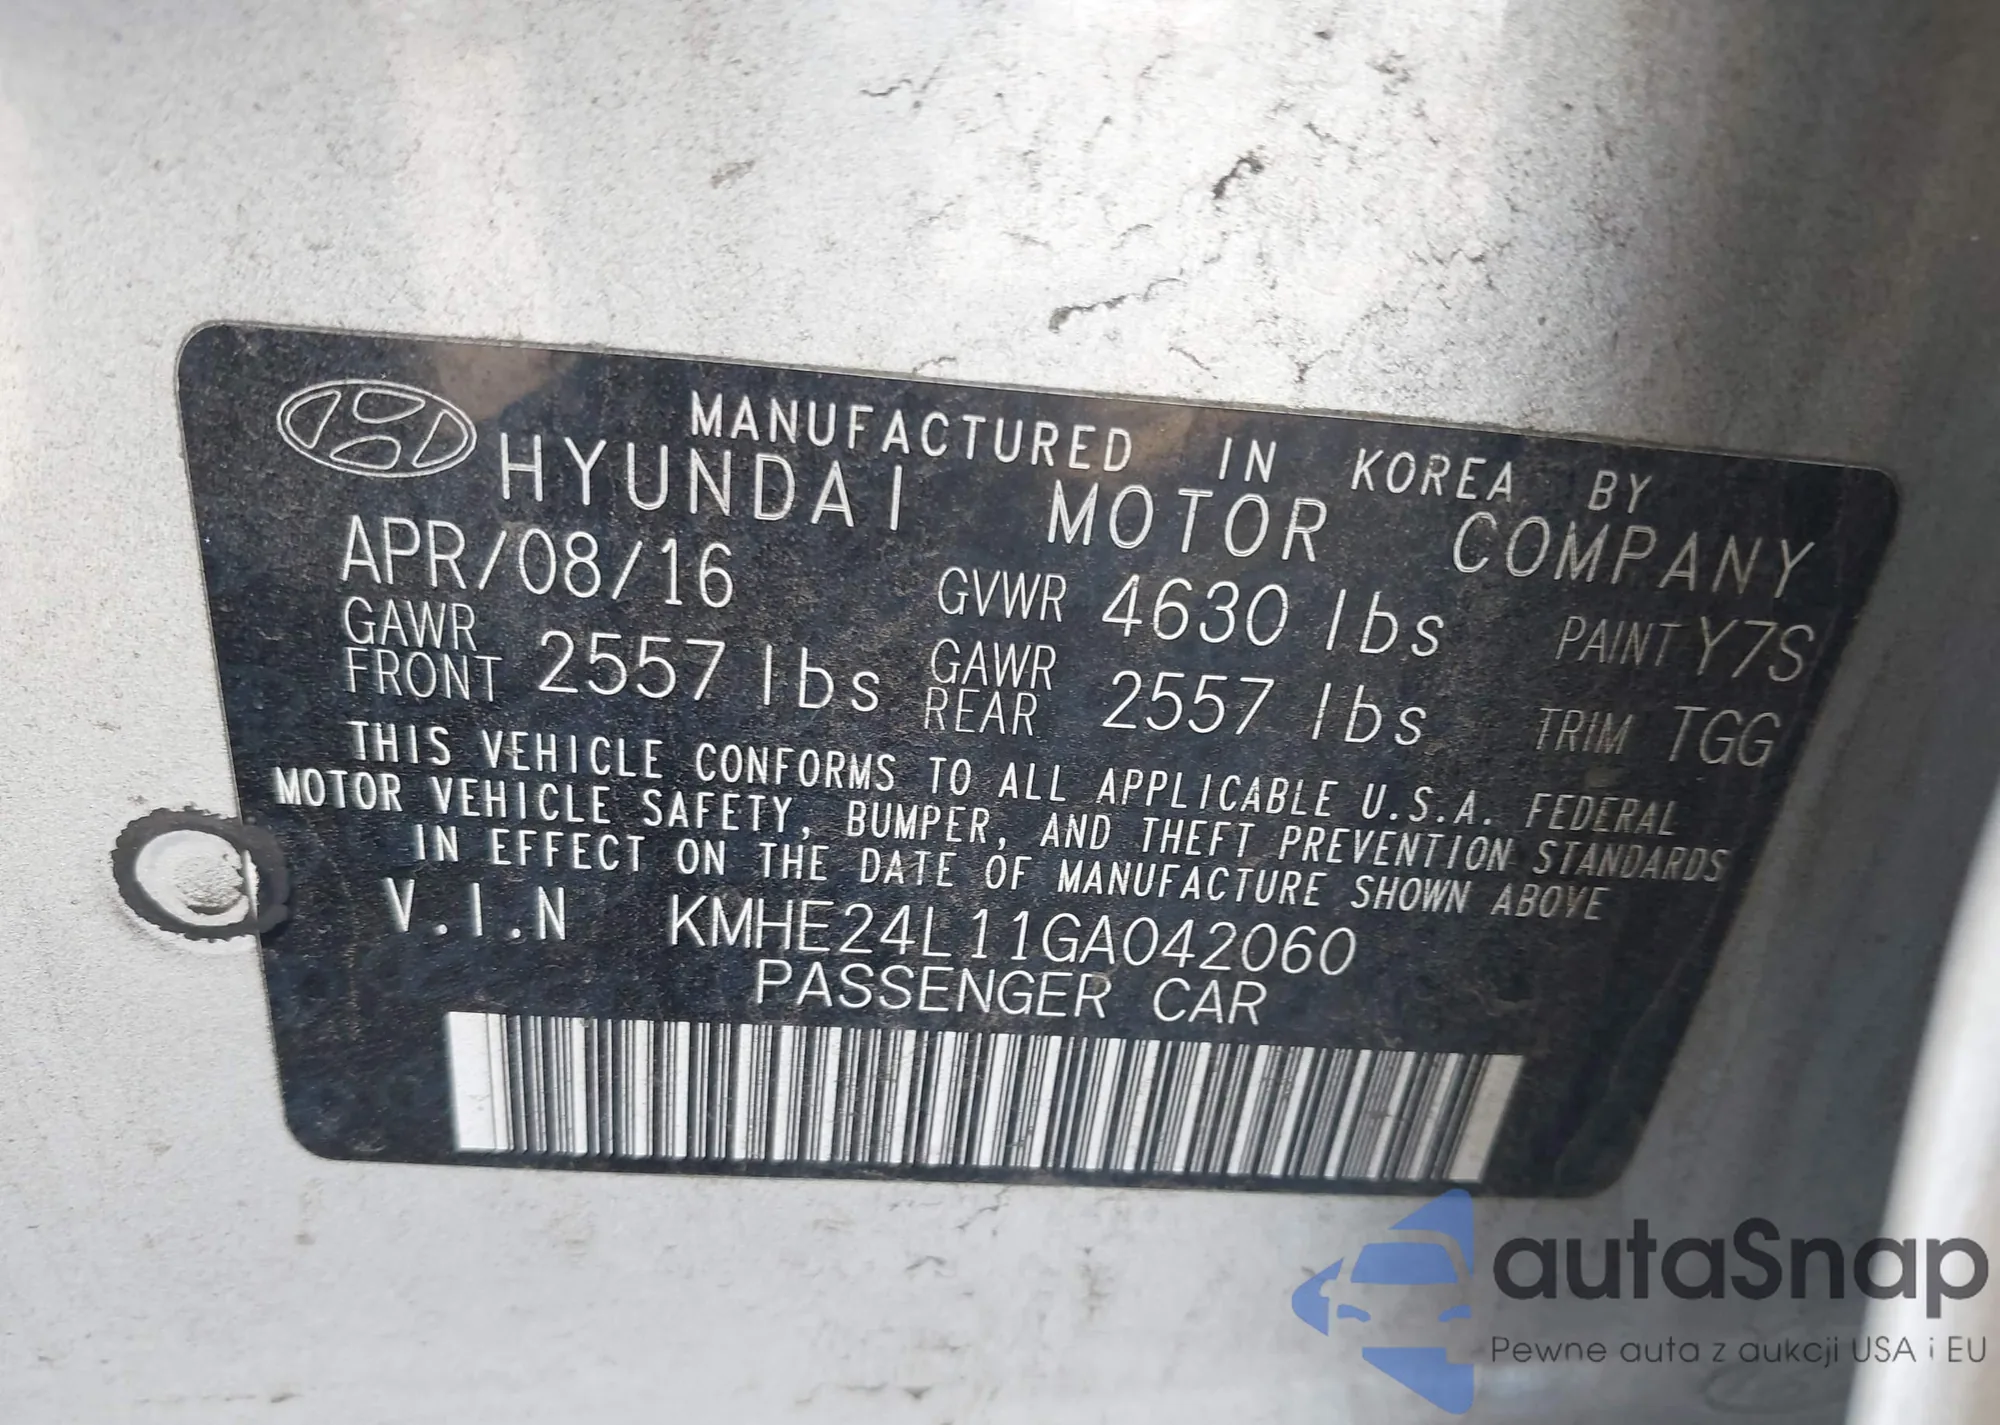 MANUFACTURED IN KOREA BY
HYUNDAI MOTOR COMPANY
APR/08/16 GVWR 4630 lbs PAINT Y7S
GAWR FRONT 2557 lbs GAWR REAR 2557 lbs TRIM TGG
THIS VEHICLE CONFORMS TO ALL APPLICABLE U.S.A. FEDERAL
MOTOR VEHICLE SAFETY, BUMPER, AND THEFT PREVENTION STANDARDS
IN EFFECT ON THE DATE OF MANUFACTURE SHOWN ABOVE
V.I.N KMHE24L11GA042060
PASSENGER CAR
autaSnap
Pewne auta z aukcji USA i EU